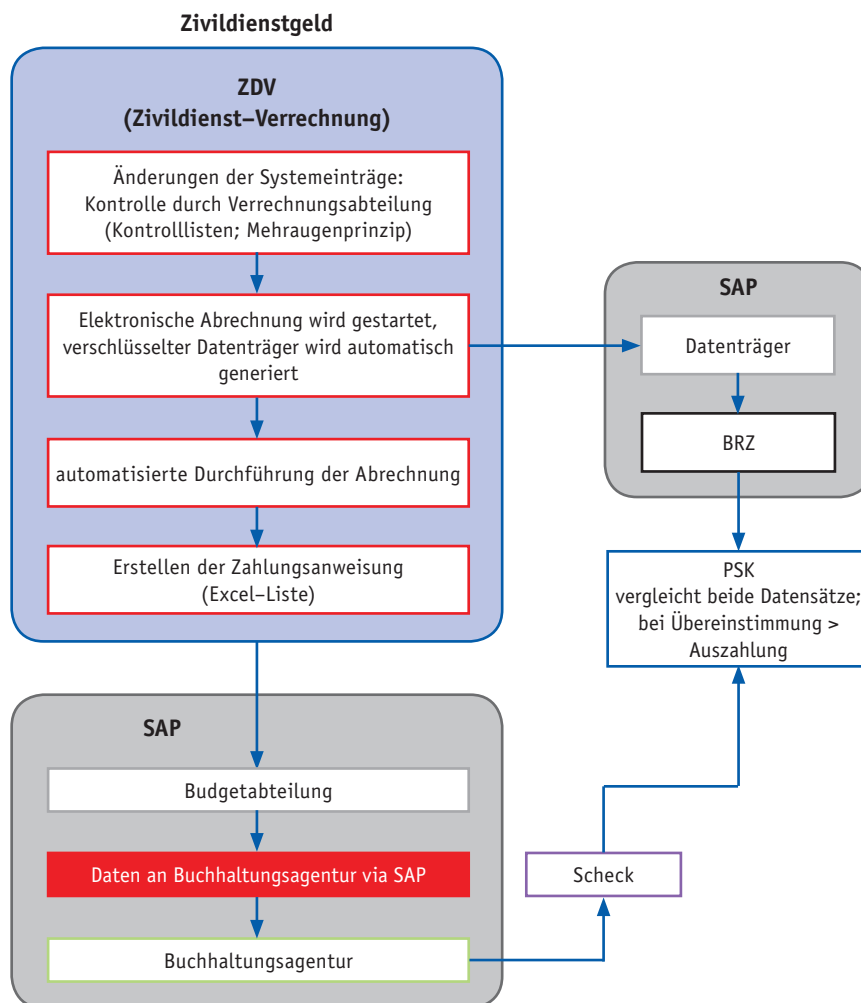 Zivildienstgeld
ZDV
(Zivildienst–Verrechnung)
Änderungen der Systemeinträge:
Kontrolle durch Verrechnungsabteilung
(Kontrolllisten; Mehraugenprinzip)
Elektronische Abrechnung wird gestartet,
verschlüsselter Datenträger wird automatisch
generiert
automatisierte Durchführung der Abrechnung
Erstellen der Zahlungsanweisung
(Excel–Liste)
SAP
Datenträger
BRZ
PSK
vergleicht beide Datensätze;
bei Übereinstimmung >
Auszahlung
SAP
Budgetabteilung
Daten an Buchhaltungsagentur via SAP
Buchhaltungsagentur
Scheck